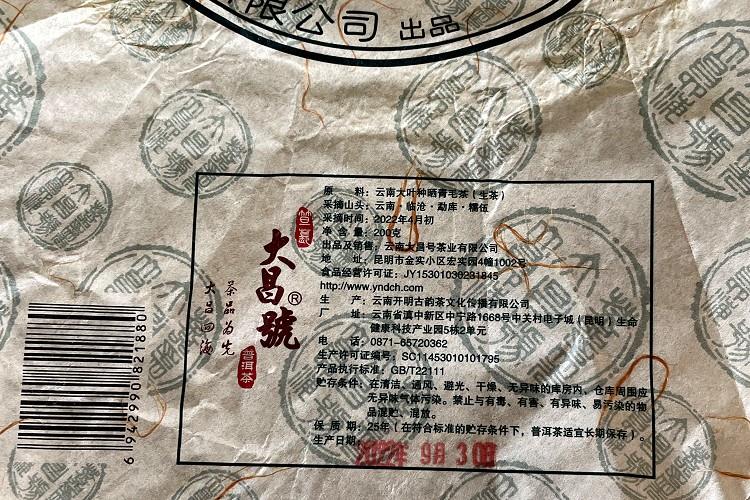 有限公司 出品
普洱
大昌號®
茶品為先
大昌四海
普洱茶
原 料：云南大叶种晒青毛茶（生茶）
采摘山头：云南·临沧·勐库·糯伍
采摘时间：2022年4月初
净 含 量：200克
出品及销售：云南大昌号茶业有限公司
地 址：昆明市金实小区宏实园4幢1002号
食品经营许可证：JY15301030231845
http://www.yndch.com
生 产：云南开明古韵茶文化传播有限公司
厂 址：云南省滇中新区中宁路1668号中关村电子城（昆明）生命
健康科技产业园5栋2单元
电 话，0871-65720362
生产许可证编号：SC11453010101795
产品执行标准：GB/T22111
贮存条件：在清洁、通风、避光、干燥、无异味的库房内、仓库周围应
无异味气体污染。禁止与有毒、有害、有异味、易污染的物
品混贮、混放。
保 质 期：25年（在符合标准的贮存条件下，普洱茶适宜长期保存）。
生产日期：
2022年 9月 30日
6 942990 821880